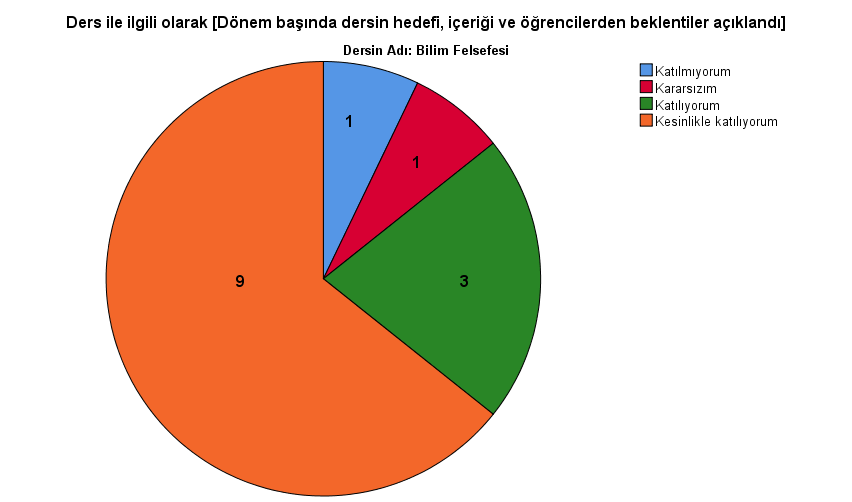 Ders ile ilgili olarak [Dönem başında dersin hedefi, içeriği ve öğrencilerden beklentiler açıklandı]
Dersin Adı: Bilim Felsefesi
Katılmıyorum
Kararsızım
Katılıyorum
Kesinlikle katılıyorum
1
1
9
3